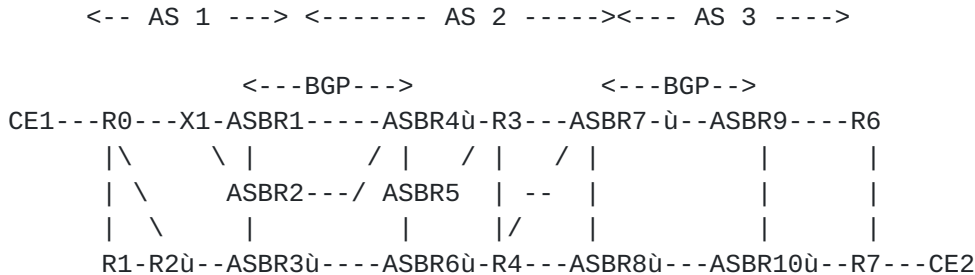 <-- AS 1 ---> <------- AS 2 -----><--- AS 3 ---->
<---BGP---> <---BGP-->
CE1---R0---X1-ASBR1-----ASBR4ù-R3---ASBR7-ù--ASBR9----R6
|\ \ | / | / | / | | |
| \ ASBR2---/ ASBR5 | -- | | |
| \ | | |/ | | |
R1-R2ù--ASBR3ù----ASBR6ù-R4---ASBR8ù---ASBR10ù--R7---CE2